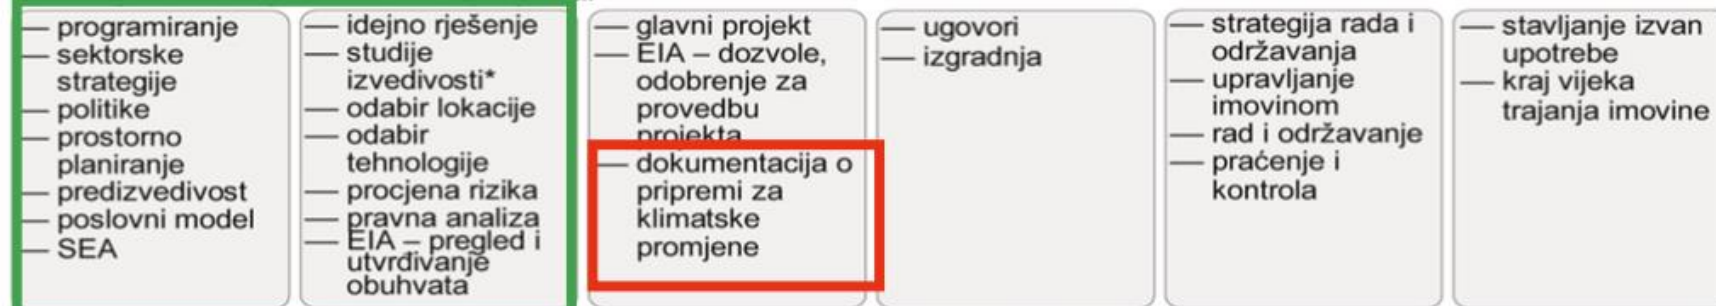 — programiranje
— sektorske
strategije
— politike
— prostorno
planiranje
— predizvedivost
— poslovni model
— SEA
— idejno rješenje
— studije
izvedivosti*
— odabir lokacije
— odabir
tehnologije
— procjena rizika
— pravna analiza
— EIA – pregled i
utvrđivanje
obuhvata
— glavni projekt
— EIA – dozvole,
odobrenje za
provedbu
projekta
— dokumentacija o
pripremi za
klimatske
promjene
— ugovori
— izgradnja
— strategija rada i
održavanja
— upravljanje
imovinom
— rad i održavanje
— praćenje i
kontrola
— stavljanje izvan
upotrebe
— kraj vijeka
trajanja imovine